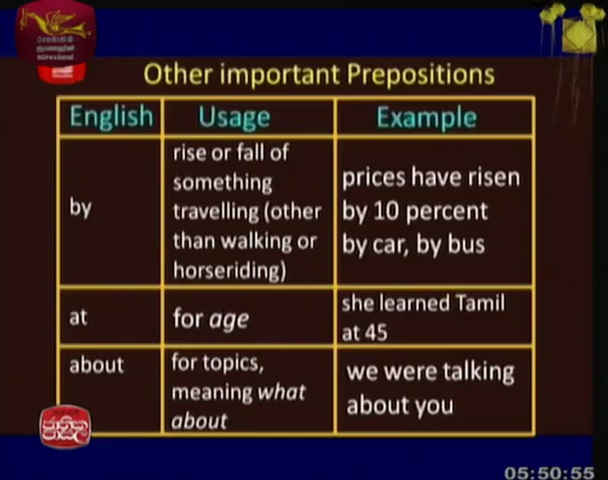 Other important Prepositions
English Usage Example
by
rise or fall of
something
travelling (other
than walking or
horseriding)
prices have risen
by 10 percent
by car, by bus
at
for age
she learned Tamil
at 45
about
for topics,
meaning what
about
we were talking
about you
05:50:55